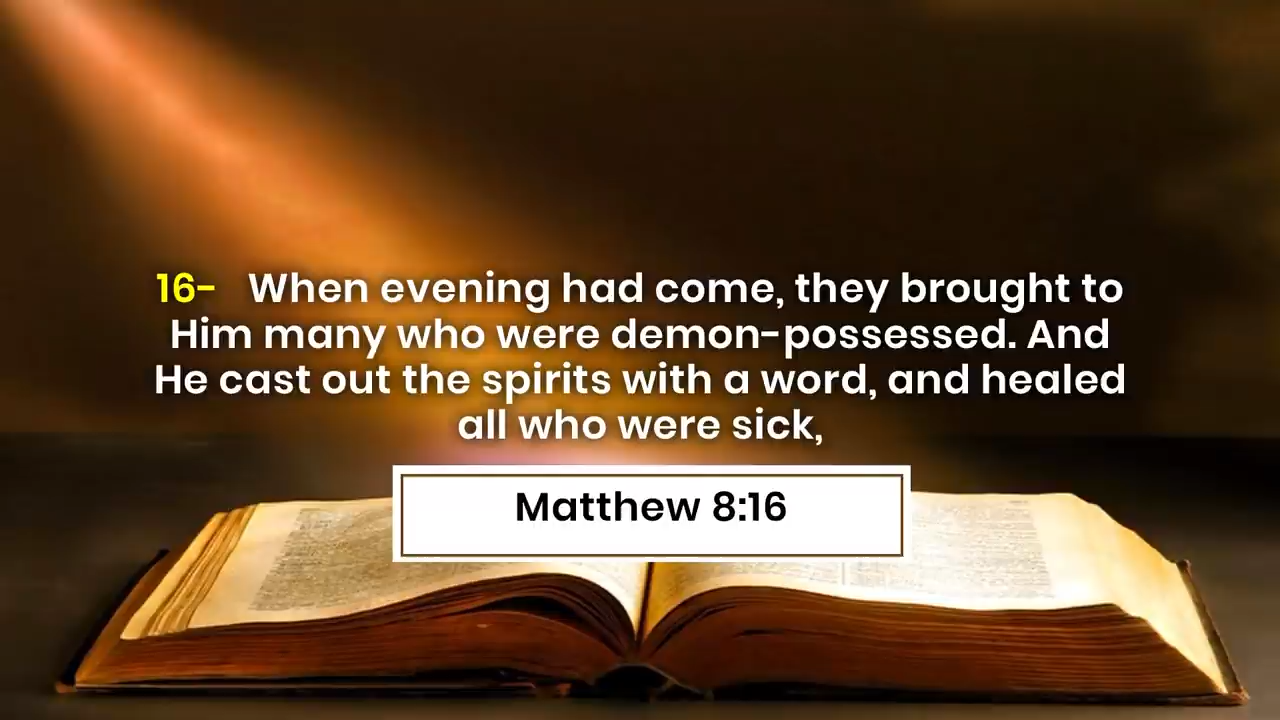 16- When evening had come, they brought to
Him many who were demon-possessed. And
He cast out the spirits with a word, and healed
all who were sick,
Matthew 8:16